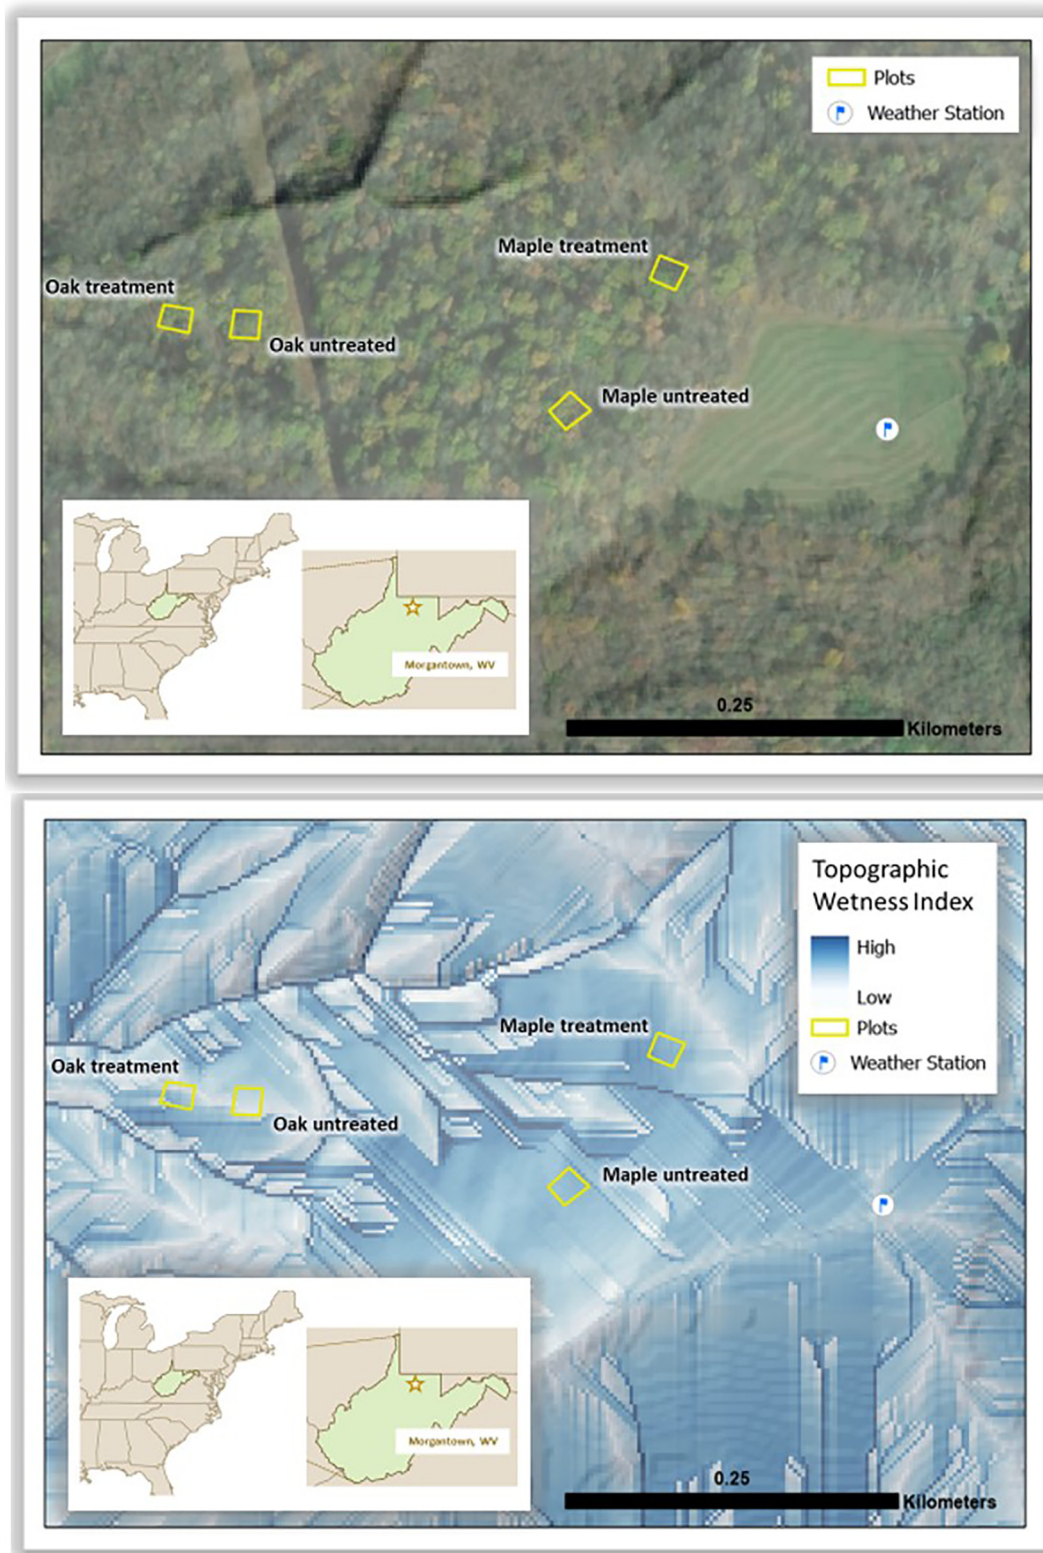 Plots
Weather Station
Maple treatment
Oak treatment
Oak untreated
Maple untreated
Morgantown, WV
0.25
Kilometers
Topographic
Wetness Index
High
Low
Plots
Weather Station
Maple treatment
Oak treatment
Oak untreated
Maple untreated
Morgantown, WV
0.25
Kilometers